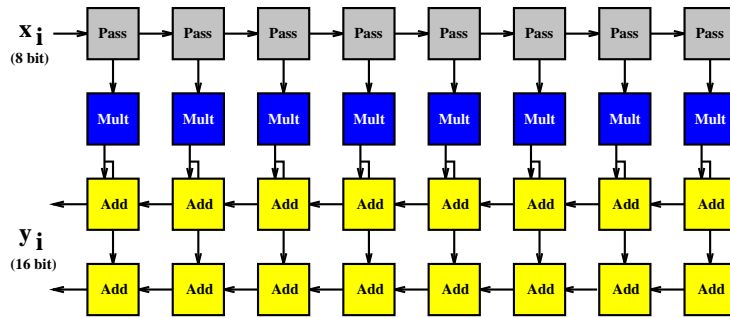 x i Pass Pass Pass Pass Pass Pass Pass Pass
(8 bit)
Mult Mult Mult Mult Mult Mult Mult Mult
Add Add Add Add Add Add Add Add
y i
(16 bit)
Add Add Add Add Add Add Add Add